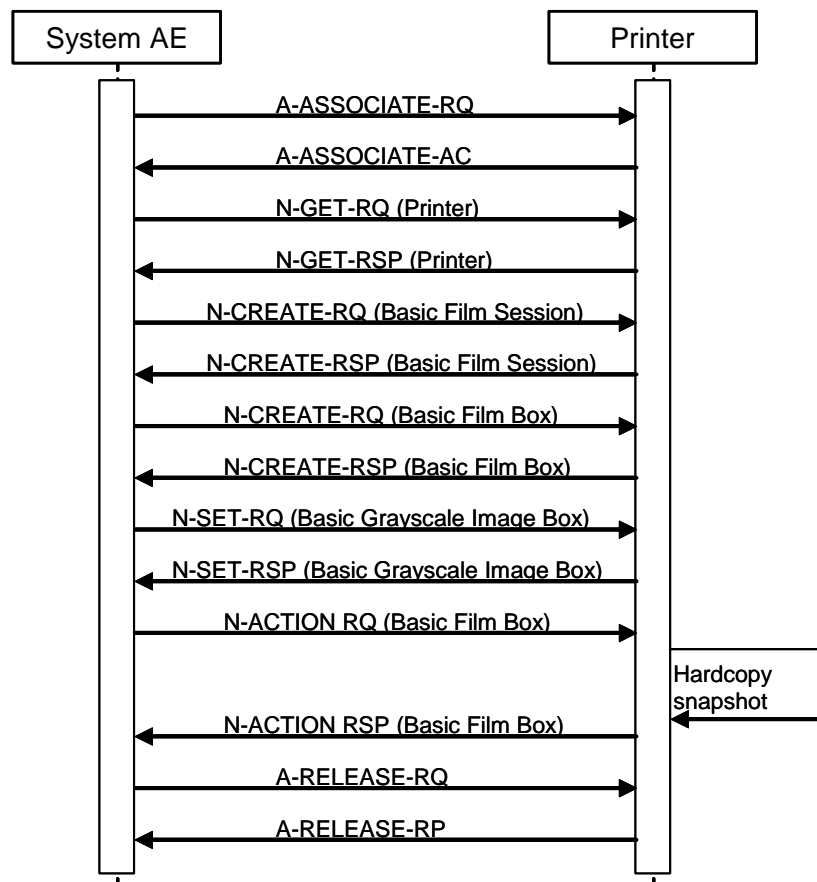 System AE
Printer
A-ASSOCIATE-RQ
A-ASSOCIATE-AC
N-GET-RQ (Printer)
N-GET-RSP (Printer)
N-CREATE-RQ (Basic Film Session)
N-CREATE-RSP (Basic Film Session)
N-CREATE-RQ (Basic Film Box)
N-CREATE-RSP (Basic Film Box)
N-SET-RQ (Basic Grayscale Image Box)
N-SET-RSP (Basic Grayscale Image Box)
N-ACTION RQ (Basic Film Box)
Hardcopy
snapshot
N-ACTION RSP (Basic Film Box)
A-RELEASE-RQ
A-RELEASE-RP